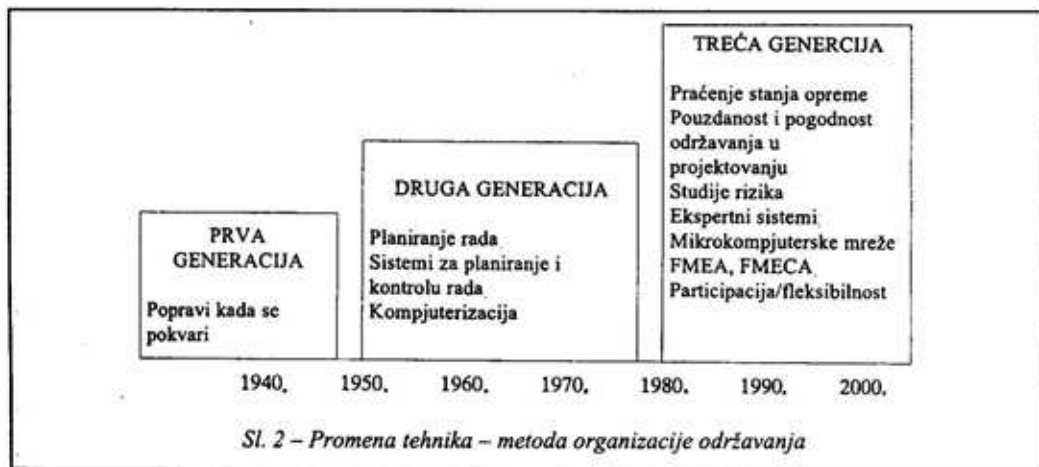 PRVA
GENERACIJA
Popravi kada se
pokvari
DRUGA GENERACIJA
Planiranje rada
Sistemi za planiranje i
kontrolu rada
Kompjuterizacija
TREĆA GENERCIJA
Praćenje stanja opreme
Pouzdanost i pogodnost
održavanja u
projektovanju
Studije rizika
Ekspertni sistemi
Mikrokompjuterske mreže
FMEA, FMECA
Participacija/fleksibilnost
1940. 1950. 1960. 1970. 1980. 1990. 2000.
Sl. 2 – Promena tehnika – metoda organizacije održavanja